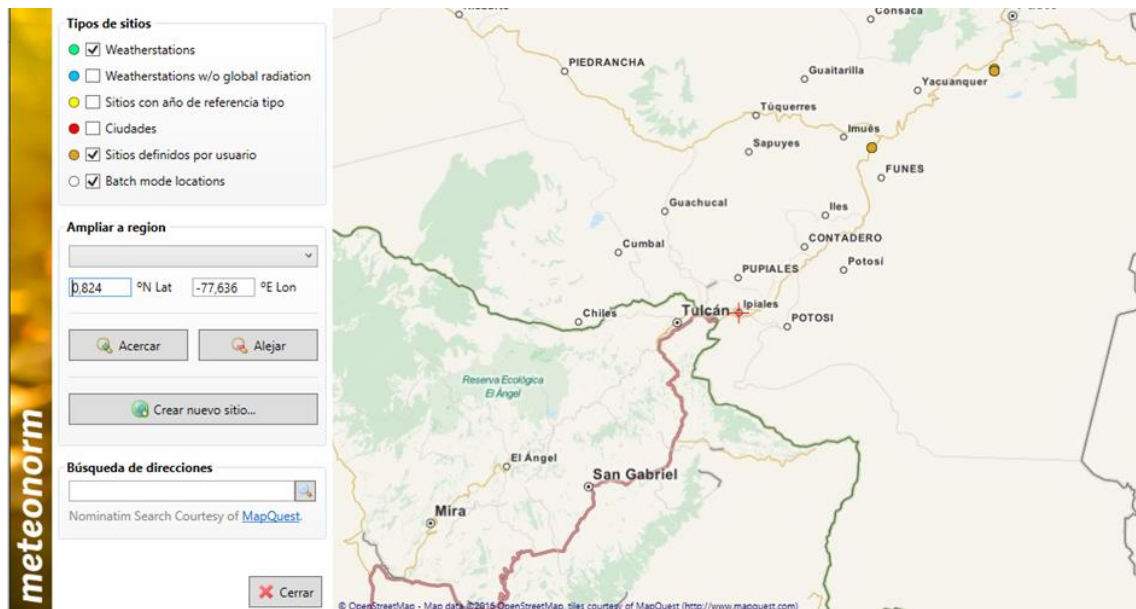 Tipos de sitios
Weatherstations
Weatherstations w/o global radiation
Sitios con año de referencia tipo
Ciudades
Sitios definidos por usuario
Batch mode locations
Ampliar a region
0,824 ºN Lat -77,636 ºE Lon
Acercar Alejar
Crear nuevo sitio...
Búsqueda de direcciones
Nominatim Search Courtesy of MapQuest.
Cerrar
meteonorm
Consaca
PIEDRANCHA
Guaitarilla
Yacuanquer
Túquerres
Imués
Sapuyes
FUNES
Guachucal
Iles
Cumbal
CONTADERO
Potosí
PUPIALES
Ipiales
Chiles
Tulcán
POTOSI
Reserva Ecológica
El Ángel
El Ángel
San Gabriel
Mira
© OpenStreetMap - Map data ©2016 OpenStreetMap, tiles courtesy of MapQuest (http://www.mapquest.com)